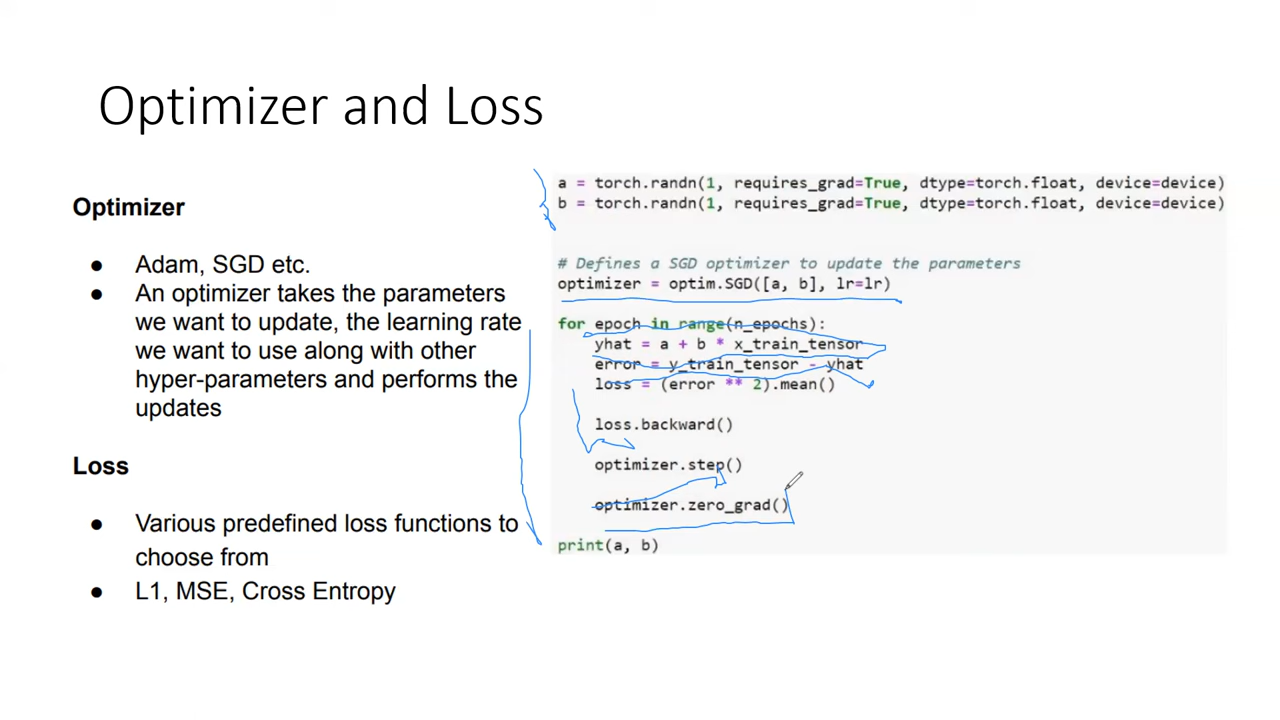 Optimizer and Loss
Optimizer
● Adam, SGD etc.
● An optimizer takes the parameters
we want to update, the learning rate
we want to use along with other
hyper-parameters and performs the
updates
Loss
● Various predefined loss functions to
choose from
● L1, MSE, Cross Entropy
a = torch.randn(1, requires_grad=True, dtype=torch.float, device=device)
b = torch.randn(1, requires_grad=True, dtype=torch.float, device=device)
# Defines a SGD optimizer to update the parameters
optimizer = optim.SGD([a, b], lr=lr)
for epoch in range(n_epochs):
yhat = a + b * x_train_tensor
error = y_train_tensor - yhat
loss = (error ** 2).mean()
loss.backward()
optimizer.step()
optimizer.zero_grad()
print(a, b)